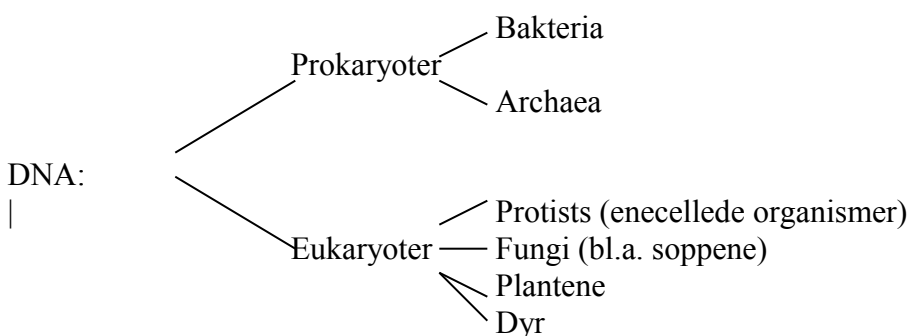 Bakteria
Prokaryoter
Archaea
DNA:
|
Protists (enecellede organismer)
Eukaryoter
Fungi (bl.a. soppene)
Plantene
Dyr